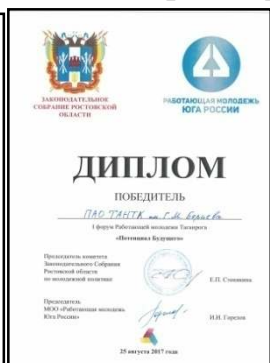 ЗАКОНОДАТЕЛЬНОЕ
СОБРАНИЕ РОСТОВСКОЙ
ОБЛАСТИ
РАБОТАЮЩАЯ МОЛОДЕЖЬ
ЮГА РОССИИ
ДИПЛОМ
ПОБЕДИТЕЛЬ
ПАО ТАНТК им. Г.М. Бериева
I форум Работающей молодежи Таганрога
«Потенциал Будущего»
Председатель комитета
Законодательного Собрания
Ростовской области
по молодежной политике
Е.П. Стенякина
Председатель
МОО «Работающая молодежь
Юга России»
И.И. Горелов
25 августа 2017 года